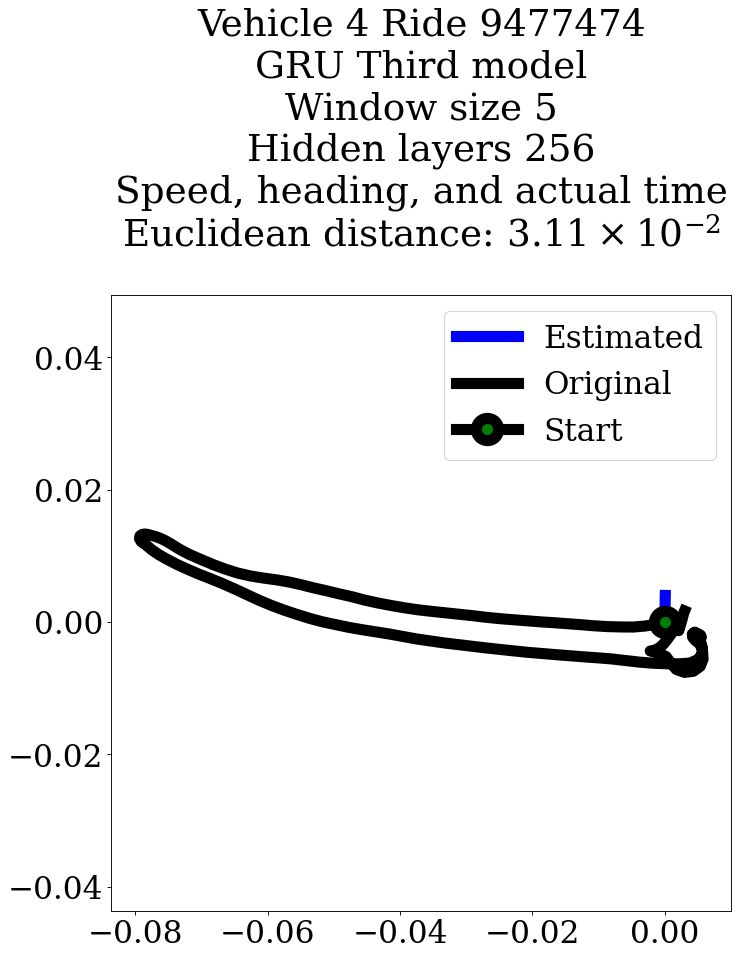 Vehicle 4 Ride 9477474
GRU Third model
Window size 5
Hidden layers 256
Speed, heading, and actual time
Euclidean distance: 3.11 × 10⁻²
Estimated
Original
Start
0.04
0.02
0.00
−0.02
−0.04
−0.08 −0.06 −0.04 −0.02 0.00